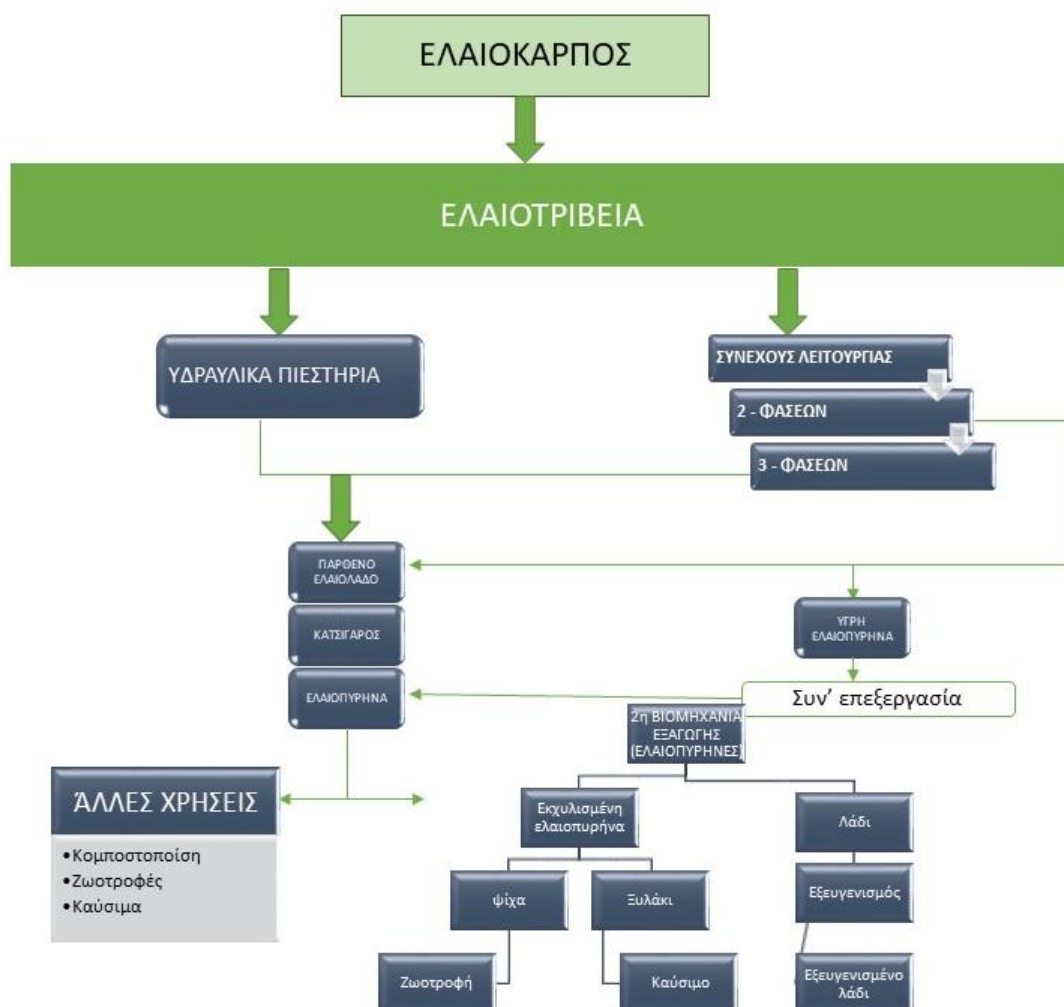 ΕΛΑΙΟΚΑΡΠΟΣ
ΕΛΑΙΟΤΡΙΒΕΙΑ
ΥΔΡΑΥΛΙΚΑ ΠΙΕΣΤΗΡΙΑ
ΣΥΝΕΧΟΥΣ ΛΕΙΤΟΥΡΓΙΑΣ
2 - ΦΑΣΕΩΝ
3 - ΦΑΣΕΩΝ
ΠΑΡΘΕΝΟ
ΕΛΑΙΟΛΑΔΟ
ΚΑΤΣΙΓΑΡΟΣ
ΕΛΑΙΟΠΥΡΗΝΑ
ΥΓΡΗ
ΕΛΑΙΟΠΥΡΗΝΑ
Συν’ επεξεργασία
2η ΒΙΟΜΗΧΑΝΙΑ
ΕΞΑΓΩΓΗΣ
(ΕΛΑΙΟΠΥΡΗΝΕΣ)
ΆΛΛΕΣ ΧΡΗΣΕΙΣ
•Κομποστοποίση
•Ζωοτροφές
•Καύσιμα
Εκχυλισμένη
ελαιοπυρήνα
Λάδι
ψίχα
Ξυλάκι
Εξευγενισμός
Ζωοτροφή
Καύσιμο
Εξευγενισμένο
λάδι